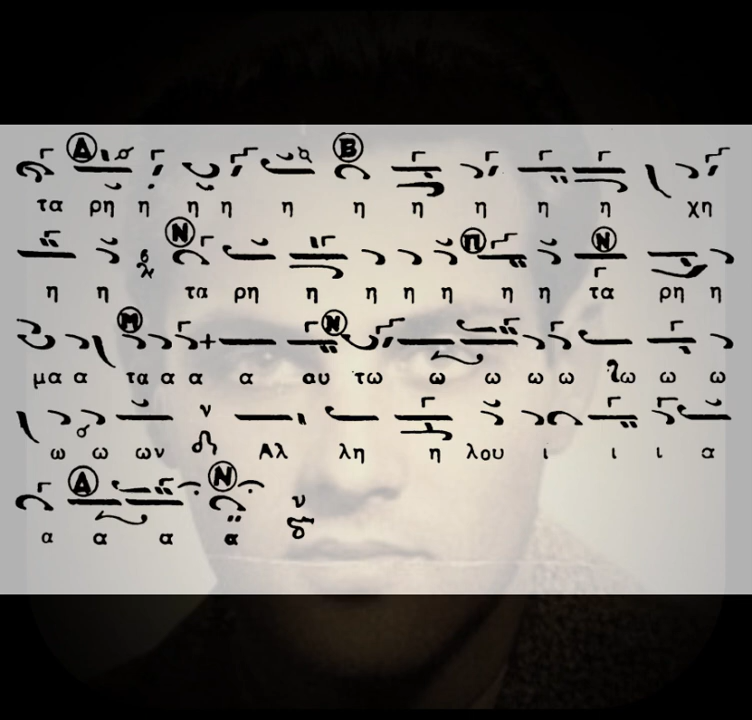 τα ρη η η η η η η η η η χη
η η τα ρη η η η η η η τα ρη η
μα α τα α α α αυ τω ω ω ω ω ω ω ω
ω ω ων Αλ λη η λου ι ι ι α
α α α α